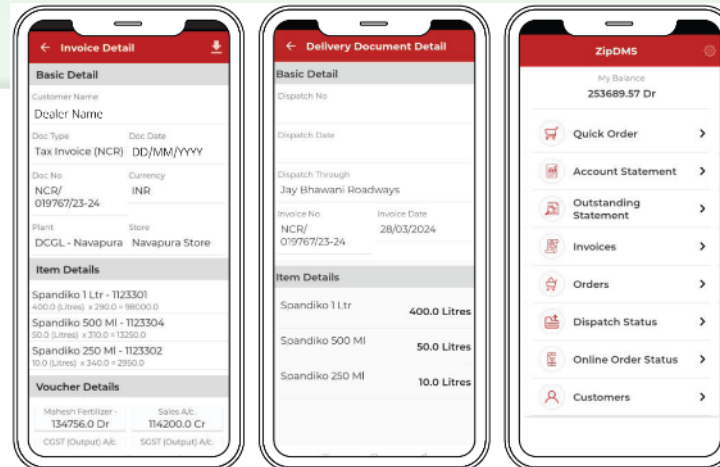 Invoice Detail
Basic Detail
Customer Name
Dealer Name
Doc Type Doc Date
Tax Invoice (NCR) DD/MM/YYYY
Doc No Currency
NCR/ INR
019767/23-24
Plant Store
DCGL - Navapura Navapura Store
Item Details
Spandiko 1 Ltr - 1123301
400.0 (Litres) x 290.0 = 98000.0
Spandiko 500 Ml - 1123304
50.0 (Litres) x 310.0 = 13250.0
Spandiko 250 Ml - 1123302
10.0 (Litres) x 340.0 = 2950.0
Voucher Details
Mahesh Fertilizer - Sales A/c.
134756.0 Dr 114200.0 Cr
CGST (Output) A/c. SGST (Output) A/c.
Delivery Document Detail
Basic Detail
Dispatch No
Dispatch Date
Dispatch Through
Jay Bhawani Roadways
Invoice No Invoice Date
NCR/ 28/03/2024
019767/23-24
Item Details
Spandiko 1 Ltr 400.0 Litres
Spandiko 500 Ml 50.0 Litres
Spandiko 250 Ml 10.0 Litres
ZipDMS
My Balance
253689.57 Dr
Quick Order
Account Statement
Outstanding
Statement
Invoices
Orders
Dispatch Status
Online Order Status
Customers